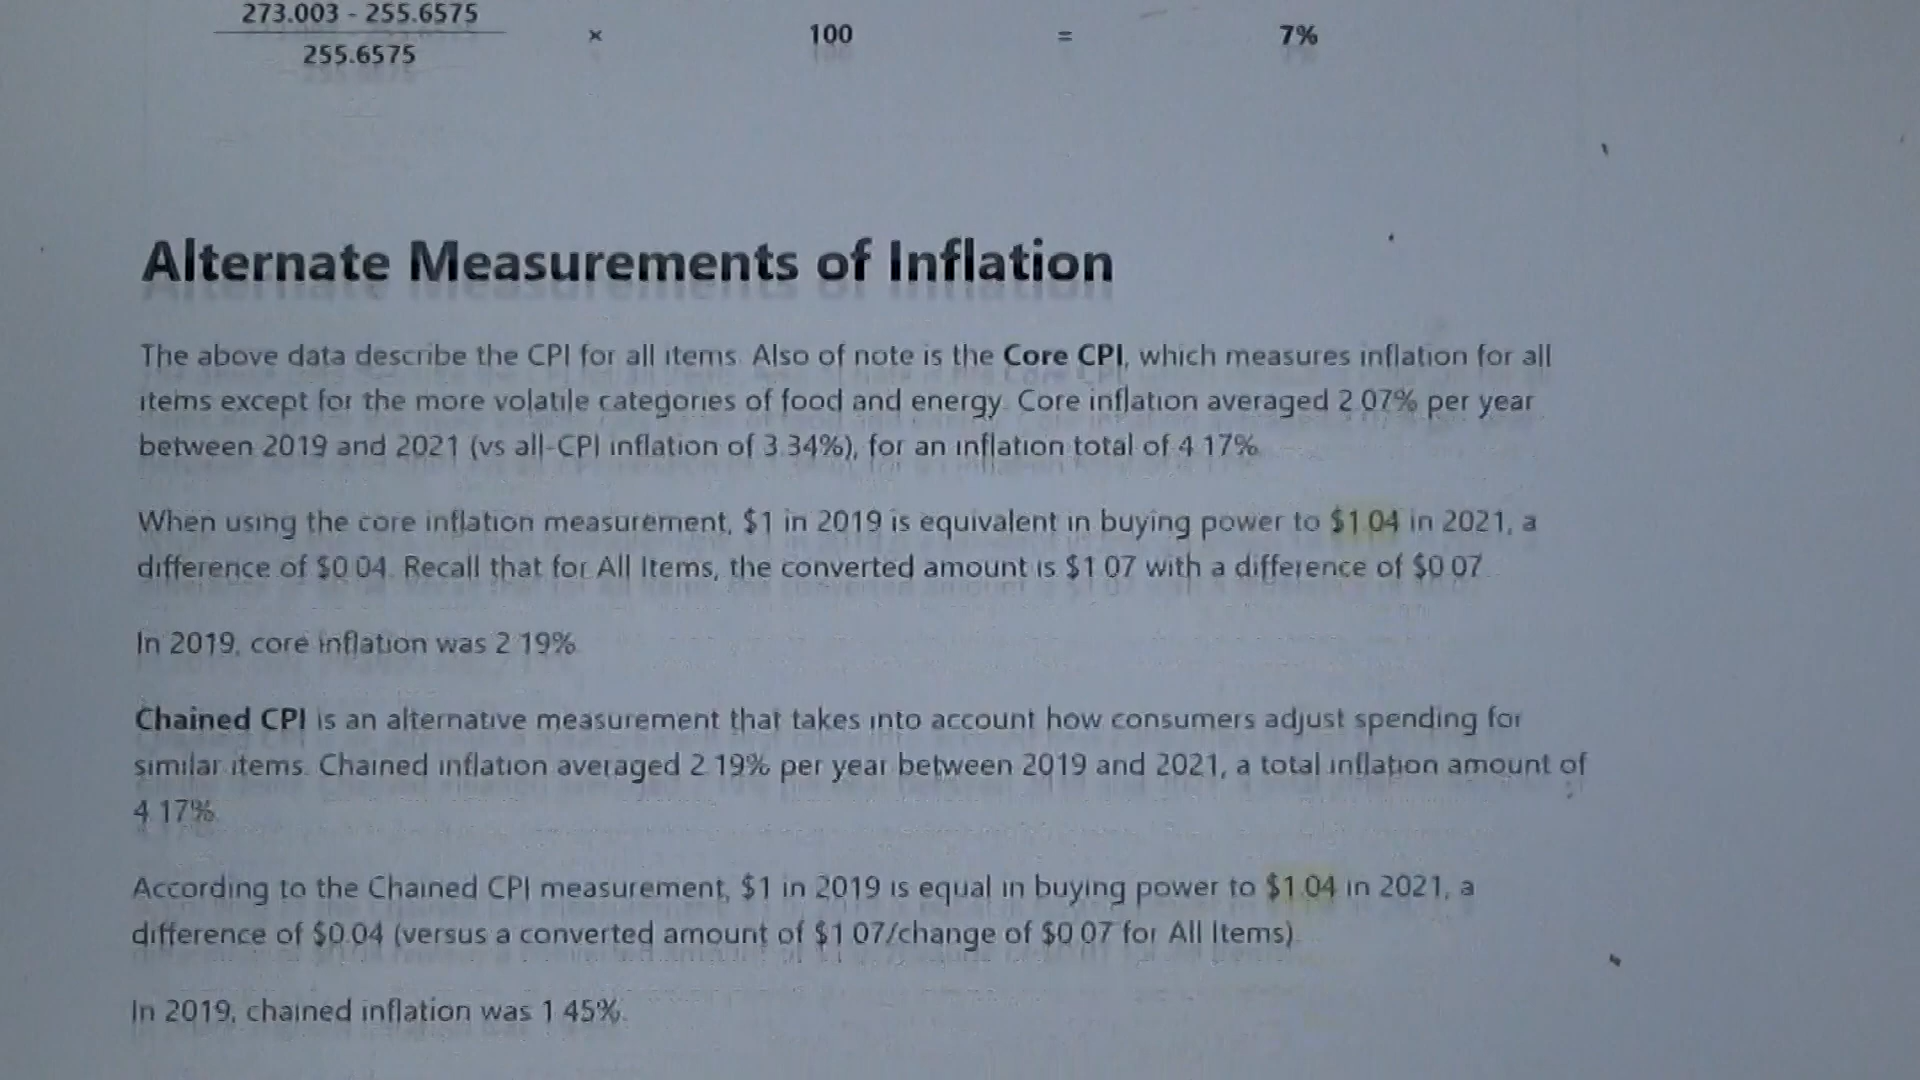 273.003 - 255.6575
255.6575
× 100 = 7%
Alternate Measurements of Inflation
The above data describe the CPI for all items. Also of note is the Core CPI, which measures inflation for all
items except for the more volatile categories of food and energy. Core inflation averaged 2.07% per year
between 2019 and 2021 (vs all-CPI inflation of 3.34%), for an inflation total of 4.17%.
When using the core inflation measurement, $1 in 2019 is equivalent in buying power to $1.04 in 2021, a
difference of $0.04. Recall that for All Items, the converted amount is $1.07 with a difference of $0.07.
In 2019, core inflation was 2.19%.
Chained CPI is an alternative measurement that takes into account how consumers adjust spending for
similar items. Chained inflation averaged 2.19% per year between 2019 and 2021, a total inflation amount of
4.17%.
According to the Chained CPI measurement, $1 in 2019 is equal in buying power to $1.04 in 2021, a
difference of $0.04 (versus a converted amount of $1.07/change of $0.07 for All Items).
In 2019, chained inflation was 1.45%.